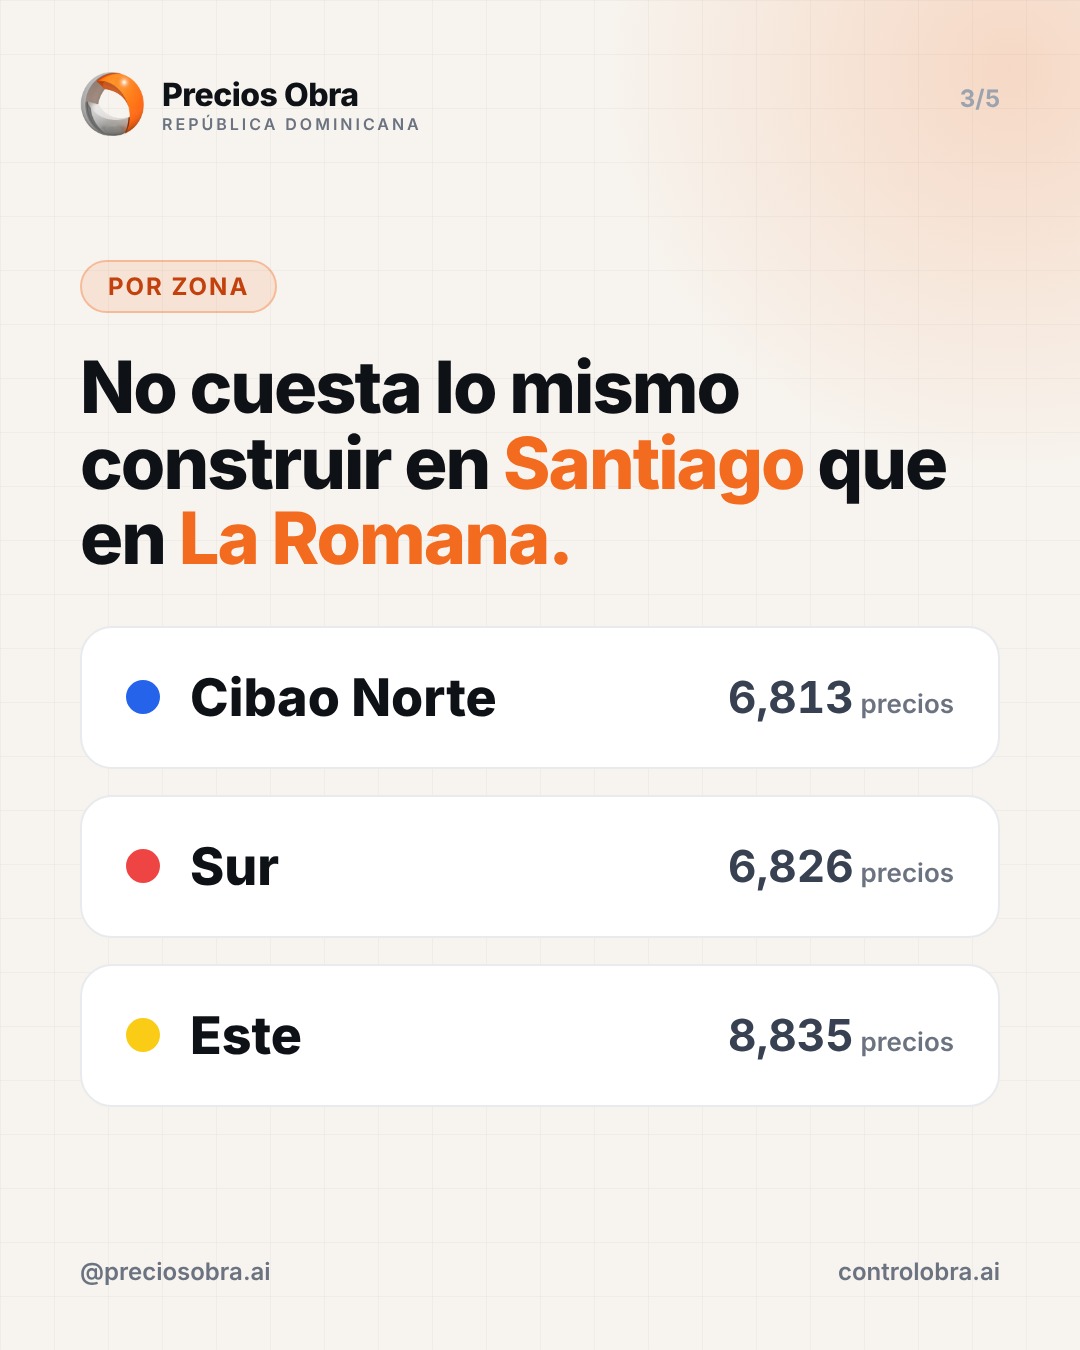 Precios Obra
REPÚBLICA DOMINICANA
3/5
POR ZONA
No cuesta lo mismo
construir en Santiago que
en La Romana.
Cibao Norte
6,813 precios
Sur
6,826 precios
Este
8,835 precios
@preciosobra.ai
controlobra.ai